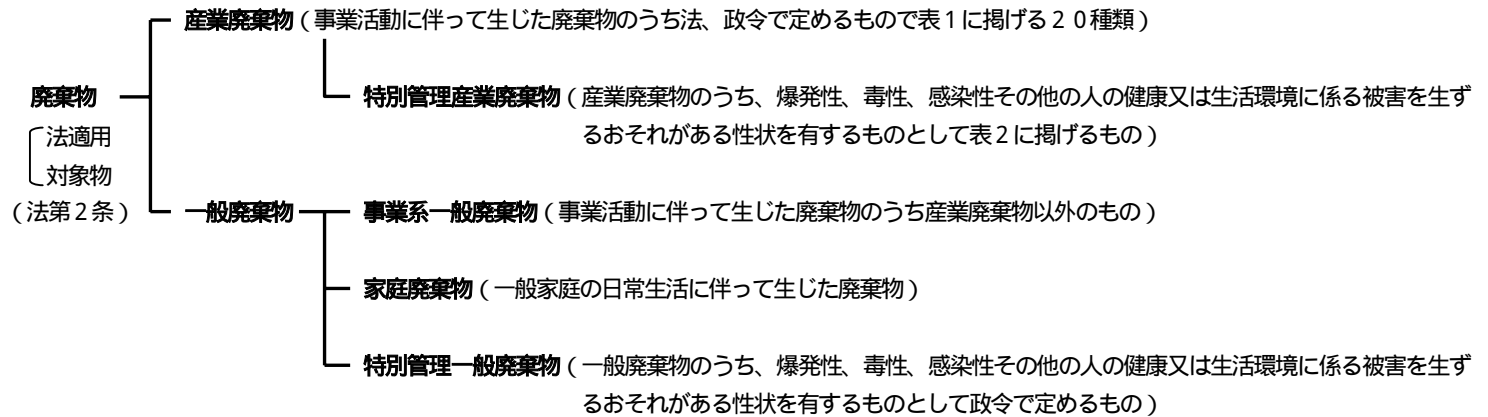 産業廃棄物(事業活動に伴って生じた廃棄物のうち法、政令で定めるもので表1に掲げる20種類)
特別管理産業廃棄物(産業廃棄物のうち、爆発性、毒性、感染性その他の人の健康又は生活環境に係る被害を生ず
るおそれがある性状を有するものとして表2に掲げるもの)
廃棄物
法適用
対象物
(法第2条)
一般廃棄物
事業系一般廃棄物(事業活動に伴って生じた廃棄物のうち産業廃棄物以外のもの)
家庭廃棄物(一般家庭の日常生活に伴って生じた廃棄物)
特別管理一般廃棄物(一般廃棄物のうち、爆発性、毒性、感染性その他の人の健康又は生活環境に係る被害を生ず
るおそれがある性状を有するものとして政令で定めるもの)